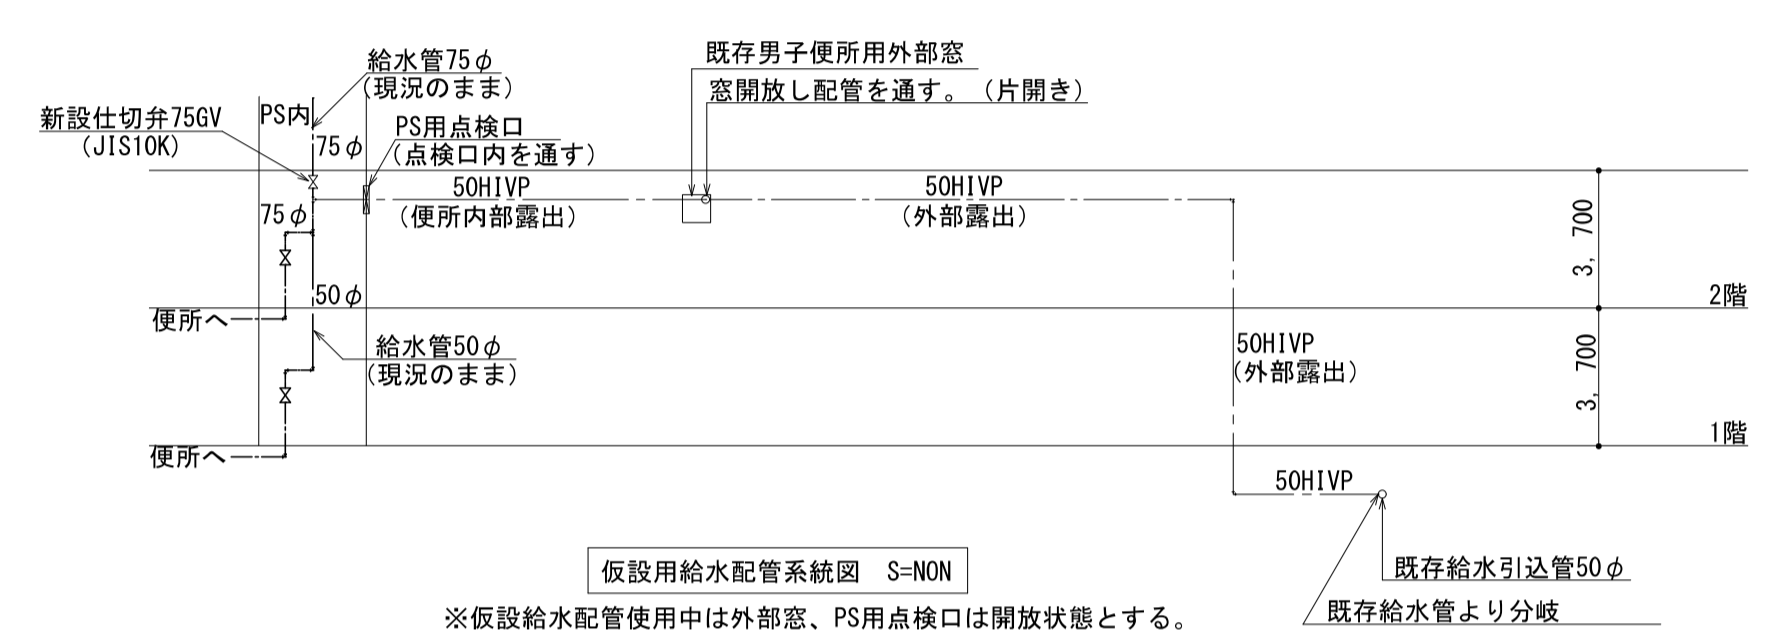 給水管75φ
(現況のまま)
既存男子便所用外部窓
窓開放し配管を通す。(片開き)
新設仕切弁75GV
(JIS10K)
PS内
75φ
PS用点検口
(点検口内を通す)
50HIVP
(便所内部露出)
50HIVP
(外部露出)
75φ
3,700
50φ
2階
便所へ
給水管50φ
(現況のまま)
50HIVP
(外部露出)
3,700
1階
便所へ
50HIVP
仮設用給水配管系統図 S=NON
既存給水引込管50φ
既存給水管より分岐
※仮設給水配管使用中は外部窓、PS用点検口は開放状態とする。